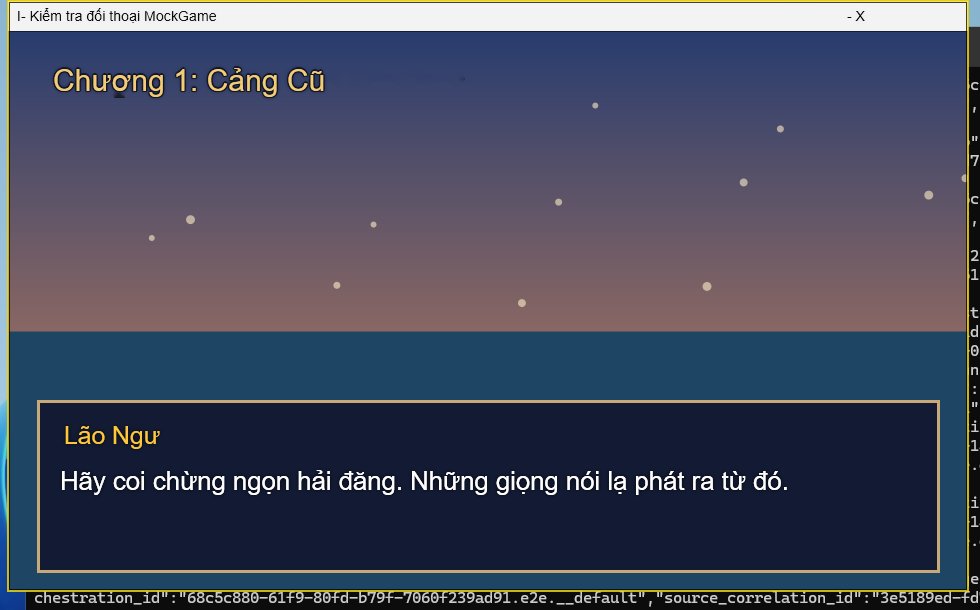 I- Kiểm tra đối thoại MockGame - X
Chương 1: Cảng Cũ
Lão Ngư
Hãy coi chừng ngọn hải đăng. Những giọng nói lạ phát ra từ đó.
chestration_id":"68c5c880-61f9-80fd-b79f-7060f239ad91.e2e.__default","source_correlation_id":"3e5189ed-f